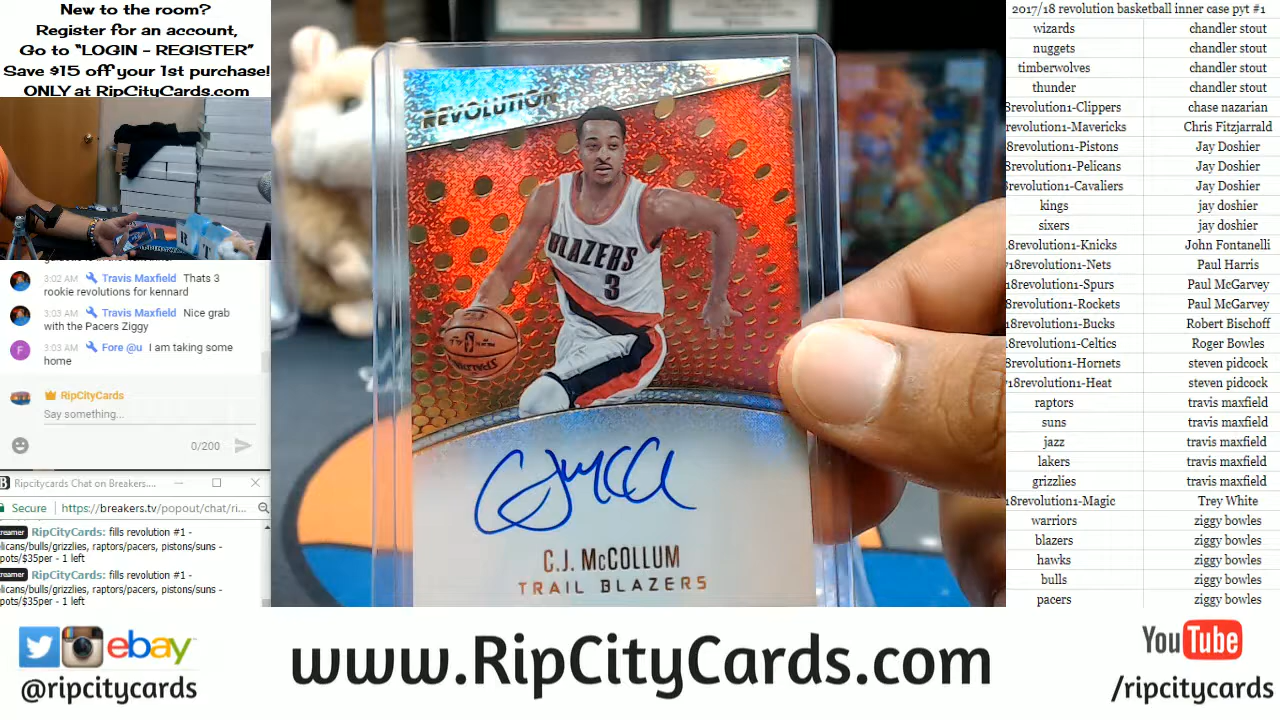 New to the room?
Register for an account,
Go to "LOGIN - REGISTER"
Save $15 off your 1st purchase!
ONLY at RipCityCards.com
3:02 AM Travis Maxfield Thats 3
rookie revolutions for kennard
3:03 AM Travis Maxfield Nice grab
with the Pacers Ziggy
3:03 AM Fore @u I am taking some
home
RipCityCards
Say something...
0/200
Ripcitycards Chat on Breakers....
Secure https://breakers.tv/popout/chat/ri...
reamer RipCityCards: fills revolution #1 -
licans/bulls/grizzlies, raptors/pacers, pistons/suns -
pots/$35per - 1 left
reamer RipCityCards: fills revolution #1 -
licans/bulls/grizzlies, raptors/pacers, pistons/suns -
pots/$35per - 1 left
REVOLUTION
BLAZERS
3
SPALDING
CJMcC
C.J. McCOLLUM
TRAIL BLAZERS
2017/18 revolution basketball inner case pyt #1
wizards chandler stout
nuggets chandler stout
timberwolves chandler stout
thunder chandler stout
8revolution1-Clippers chase nazarian
revolution1-Mavericks Chris Fitzjarrald
18revolution1-Pistons Jay Doshier
18revolution1-Pelicans Jay Doshier
8revolution1-Cavaliers Jay Doshier
kings jay doshier
sixers jay doshier
18revolution1-Knicks John Fontanelli
718revolution1-Nets Paul Harris
18revolution1-Spurs Paul McGarvey
18revolution1-Rockets Paul McGarvey
18revolution1-Bucks Robert Bischoff
18revolution1-Celtics Roger Bowles
8revolution1-Hornets steven pidcock
718revolution1-Heat steven pidcock
raptors travis maxfield
suns travis maxfield
jazz travis maxfield
lakers travis maxfield
grizzlies travis maxfield
18revolution1-Magic Trey White
warriors ziggy bowles
blazers ziggy bowles
hawks ziggy bowles
bulls ziggy bowles
pacers ziggy bowles
ebay
@ripcitycards
www.RipCityCards.com
YouTube
/ripcitycards